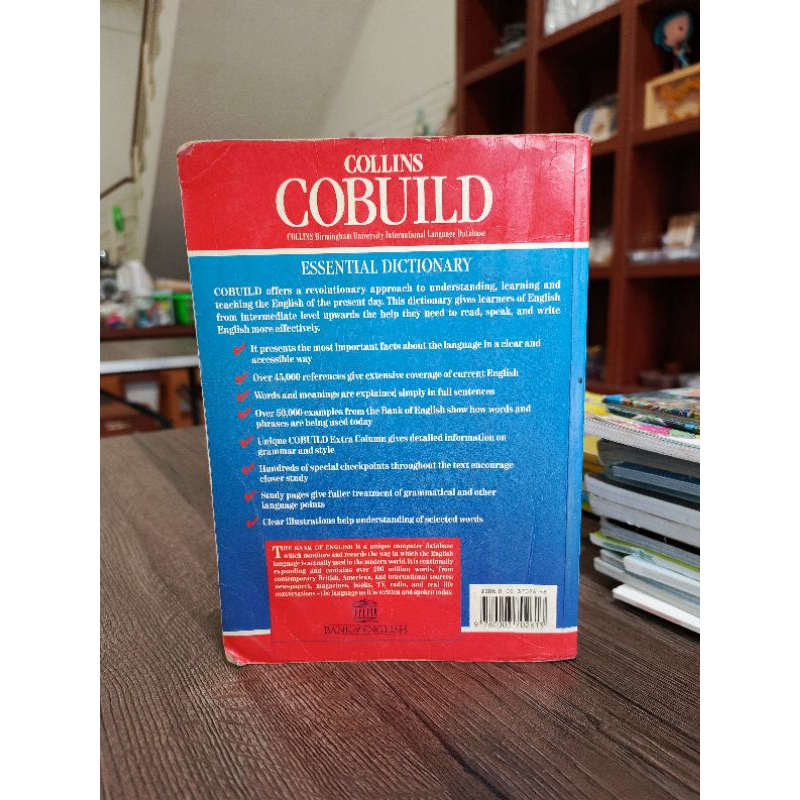 COLLINS
COBUILD
COLLINS Birmingham University International Language Database
ESSENTIAL DICTIONARY
COBUILD offers a revolutionary approach to understanding, learning and
teaching the English of the present day. This dictionary gives learners of English
from intermediate level upwards the help they need to read, speak, and write
English more effectively.
It presents the most important facts about the language in a clear and
accessible way
Over 45,000 references give extensive coverage of current English
Words and meanings are explained simply in full sentences
Over 50,000 examples from the Bank of English show how words and
phrases are being used today
Unique COBUILD Extra Column gives detailed information on
grammar and style
Hundreds of special checkpoints throughout the text encourage
closer study
Study pages give fuller treatment of grammatical and other
language points
Clear illustrations help understanding of selected words
THE BANK OF ENGLISH is a unique computer database
which monitors and records the way in which the English
language is actually used in the modern world. It is continually
expanding and contains over 200 million words, from
contemporary British, American, and international sources:
newspapers, magazines, books, TV, radio, and real life
conversations – the language as it is written and spoken today.
BANK of ENGLISH
ISBN 0